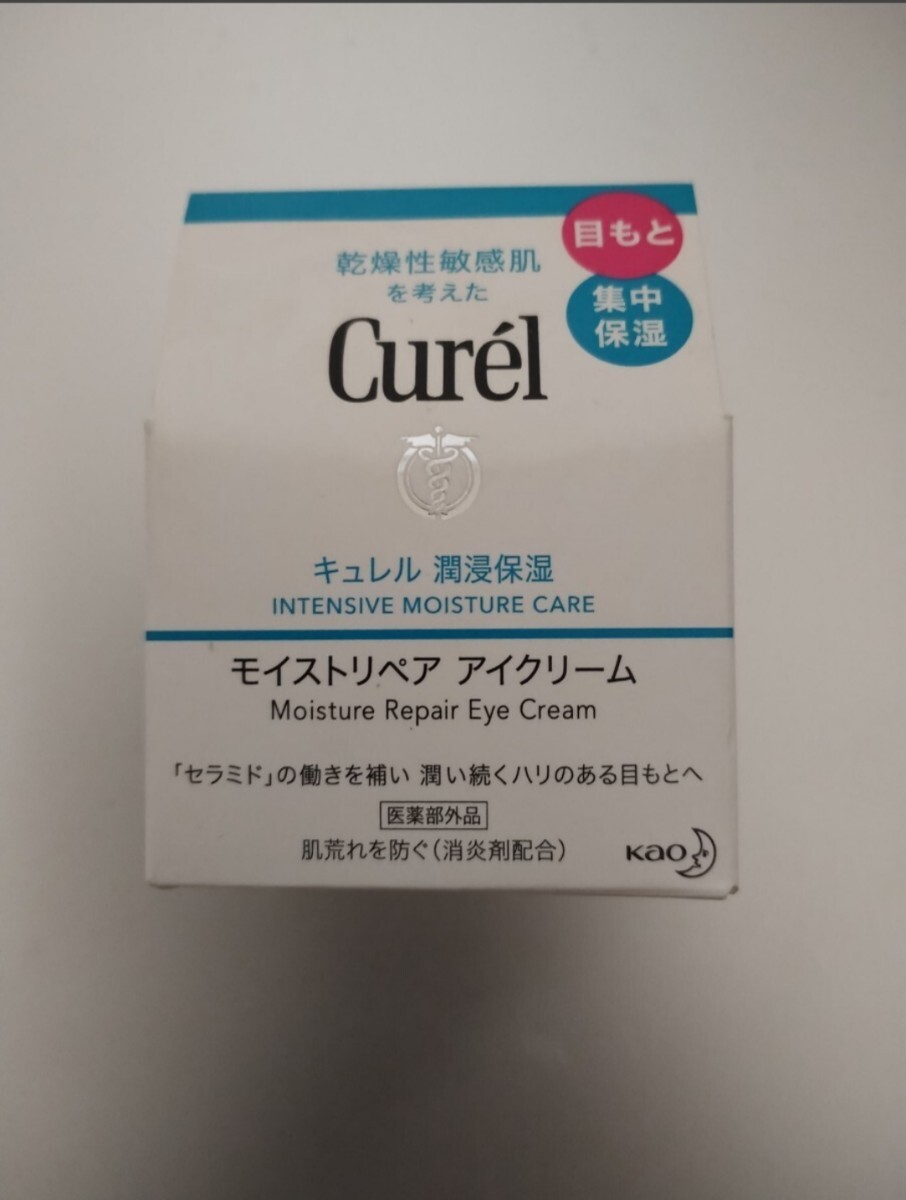 乾燥性敏感肌
を考えた
Curél
目もと
集中
保湿
キュレル 潤浸保湿
INTENSIVE MOISTURE CARE
モイストリペア アイクリーム
Moisture Repair Eye Cream
「セラミド」の働きを補い 潤い続くハリのある目もとへ
医薬部外品
肌荒れを防ぐ（消炎剤配合）
Kao